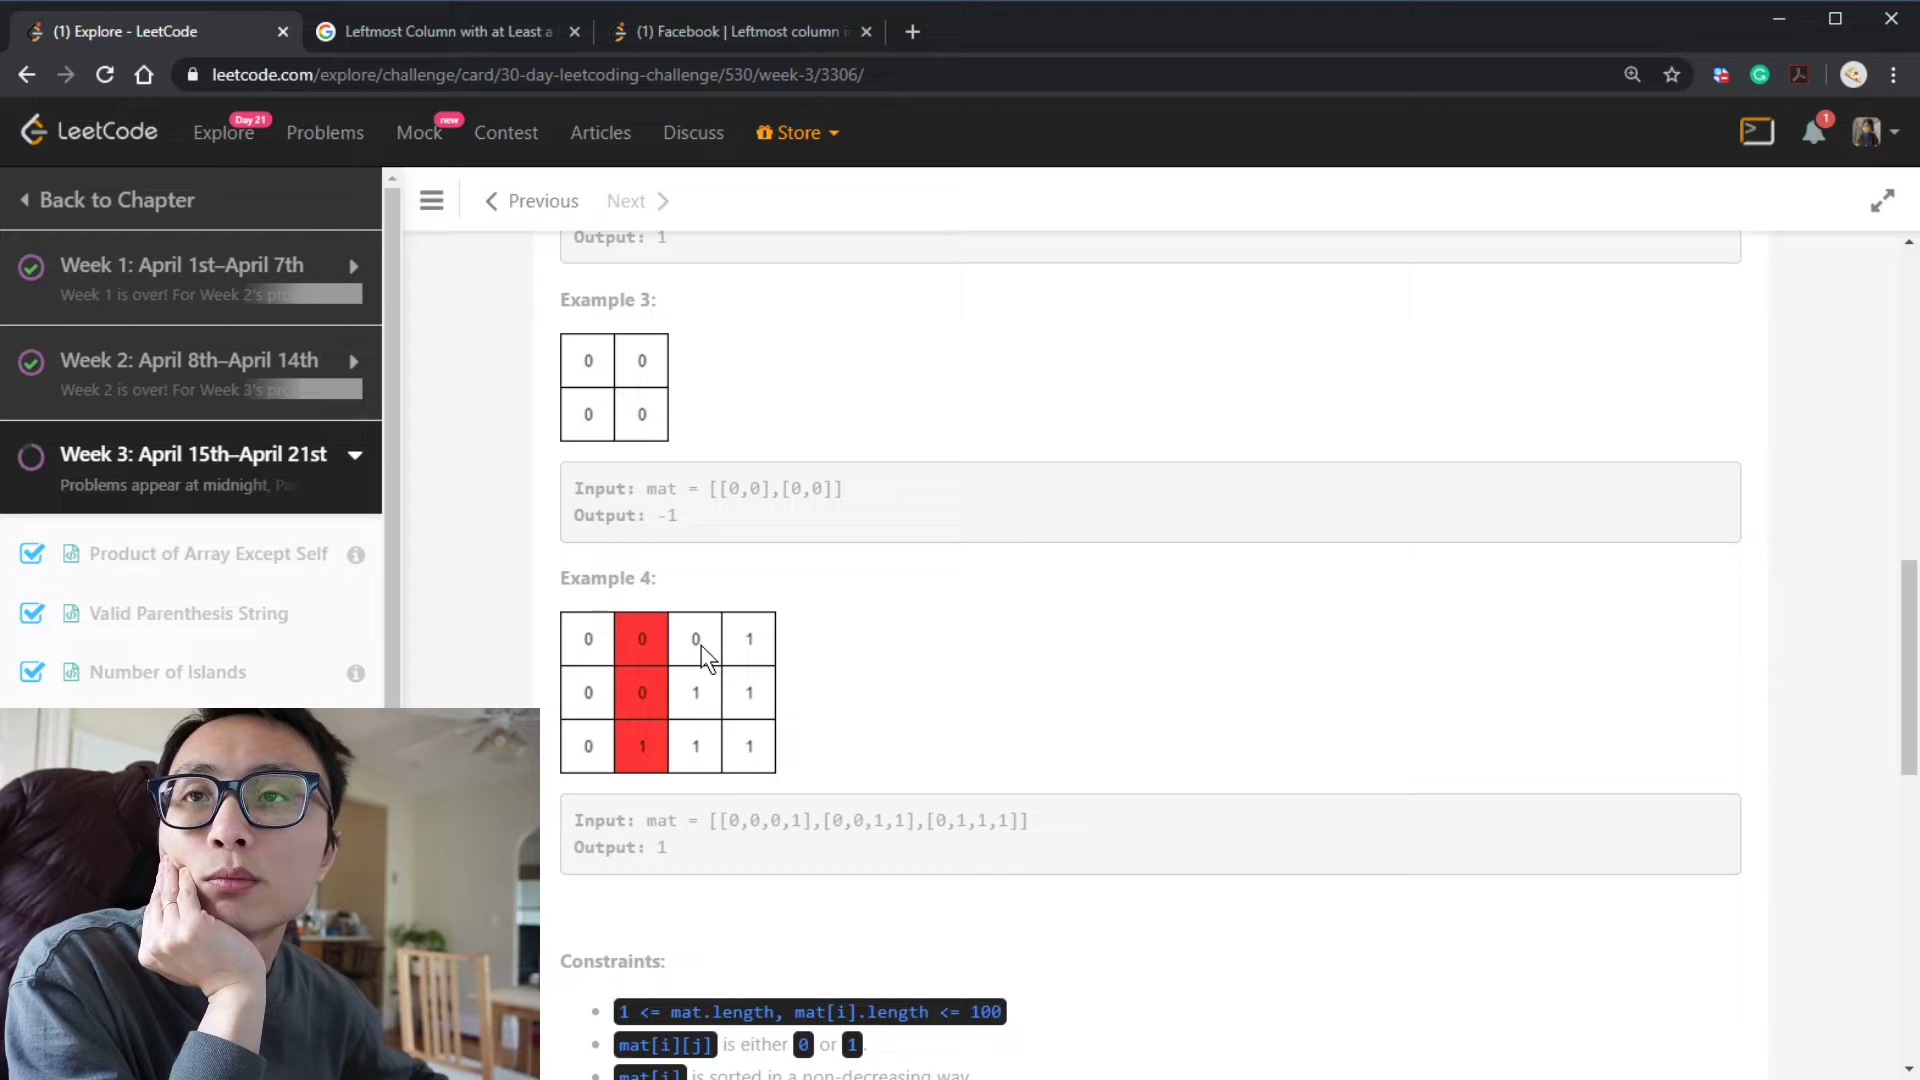 (1) Explore - LeetCode
Leftmost Column with at Least a
(1) Facebook | Leftmost column i
leetcode.com/explore/challenge/card/30-day-leetcoding-challenge/530/week-3/3306/
LeetCode
Explore
Day 21
Problems
Mock
new
Contest
Articles
Discuss
Store
1
Back to Chapter
Previous
Next
Week 1: April 1st–April 7th
Week 1 is over! For Week 2's pro
Week 2: April 8th–April 14th
Week 2 is over! For Week 3's pro
Week 3: April 15th–April 21st
Problems appear at midnight, Pa
Product of Array Except Self
Valid Parenthesis String
Number of Islands
Output: 1
Example 3:
0 0
0 0
Input: mat = [[0,0],[0,0]]
Output: -1
Example 4:
0 0 0 1
0 0 1 1
0 1 1 1
Input: mat = [[0,0,0,1],[0,0,1,1],[0,1,1,1]]
Output: 1
Constraints:
1 <= mat.length, mat[i].length <= 100
mat[i][j] is either 0 or 1.
mat[i] is sorted in a non-decreasing way.